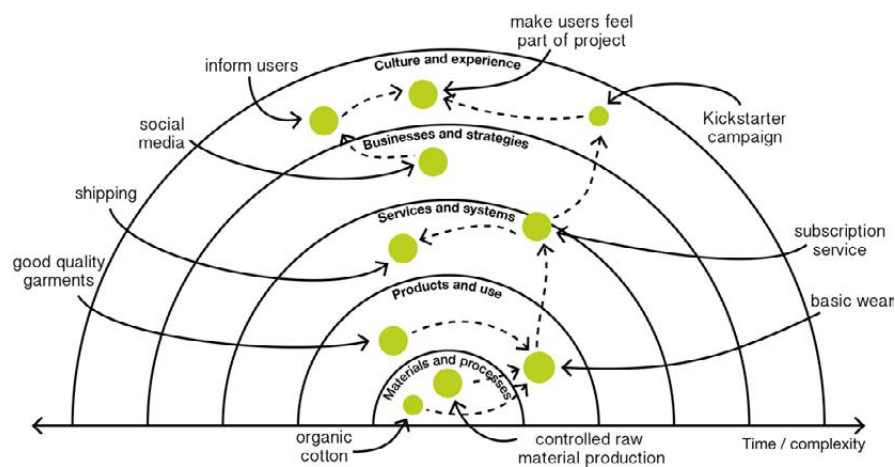 make users feel
part of project
inform users
Culture and experience
Kickstarter
campaign
social
media
Businesses and strategies
shipping
Services and systems
subscription
service
good quality
garments
Products and use
basic wear
Materials and processes
organic
cotton
controlled raw
material production
Time / complexity